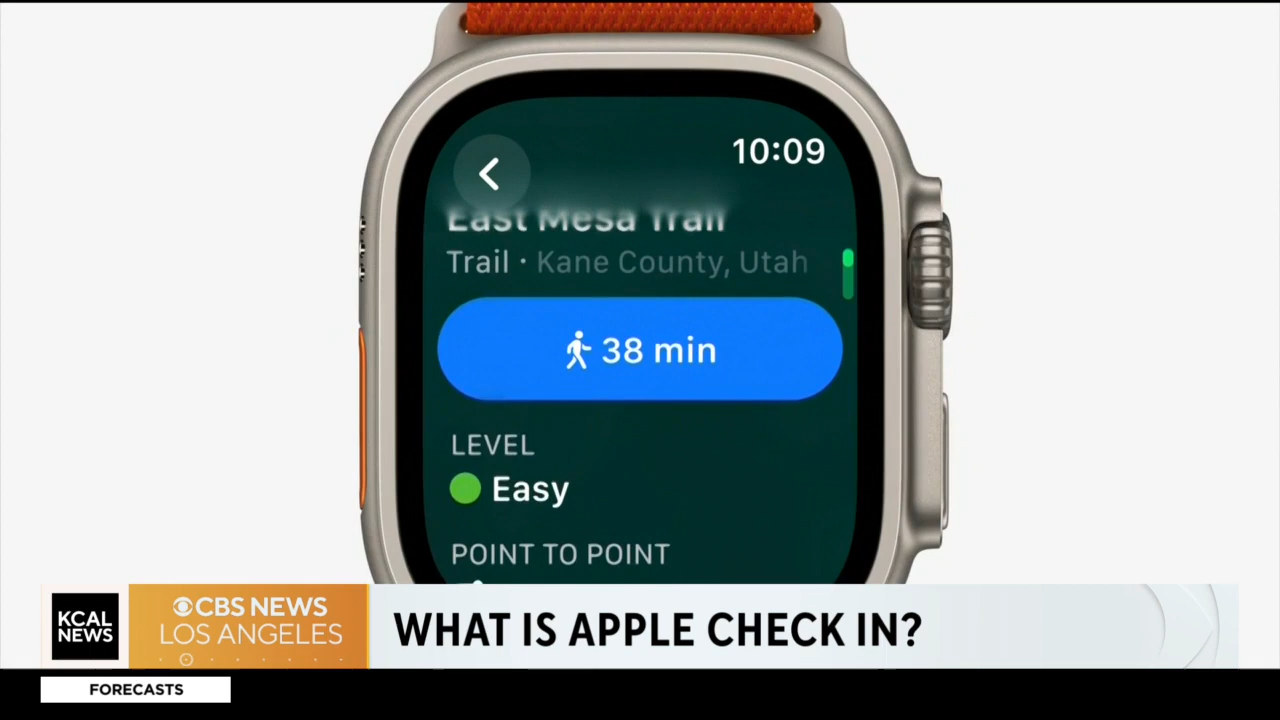 10:09
East Mesa Trail
Trail · Kane County, Utah
38 min
LEVEL
Easy
POINT TO POINT
KCAL
NEWS
CBS NEWS
LOS ANGELES
WHAT IS APPLE CHECK IN?
FORECASTS